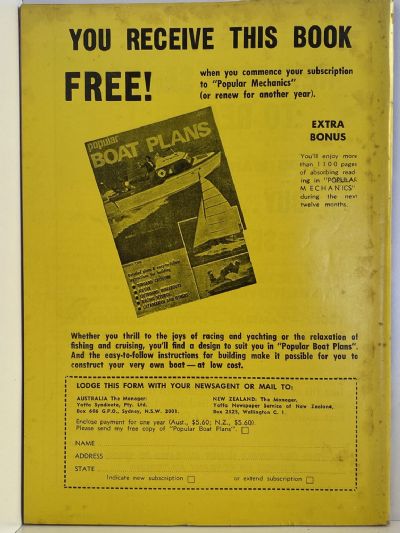 YOU RECEIVE THIS BOOK
FREE!
when you commence your subscription
to "Popular Mechanics"
(or renew for another year).
EXTRA
BONUS
You'll enjoy more
than 1100 pages
of absorbing read
ing in "POPULAR
MECHANICS"
during the next
twelve months.
popular
BOAT PLANS
Whether you thrill to the joys of racing and yachting or the relaxation of
fishing and cruising, you'll find a design to suit you in "Popular Boat Plans".
And the easy-to-follow instructions for building make it possible for you to
construct your very own boat — at low cost.
LODGE THIS FORM WITH YOUR NEWSAGENT OR MAIL TO:
AUSTRALIA The Manager:
Yaffa Syndicate, Pty. Ltd.
Box 606 G.P.O., Sydney, N.S.W. 2001.
NEW ZEALAND: The Manager,
Yaffa Newspaper Service of New Zealand,
Box 2525, Wellington C. 1.
Enclose payment for one year (Aust., $5.60; N.Z., $5.60)
Please send my free copy of "Popular Boat Plans".
NAME
ADDRESS
STATE
Indicate new subscription
or extend subscription